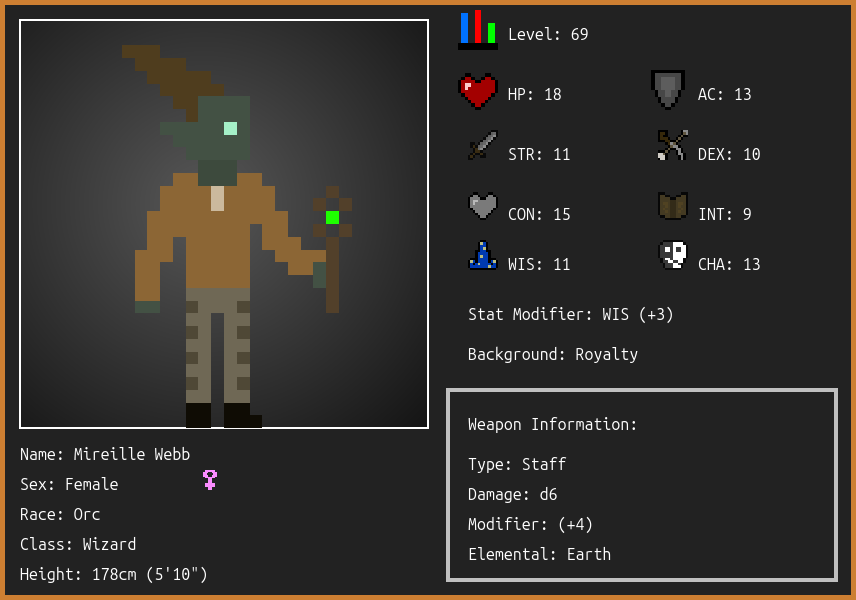 Level: 69
HP: 18
AC: 13
STR: 11
DEX: 10
CON: 15
INT: 9
WIS: 11
CHA: 13
Stat Modifier: WIS (+3)
Background: Royalty
Weapon Information:
Type: Staff
Damage: d6
Modifier: (+4)
Elemental: Earth
Name: Mireille Webb
Sex: Female
Race: Orc
Class: Wizard
Height: 178cm (5'10")